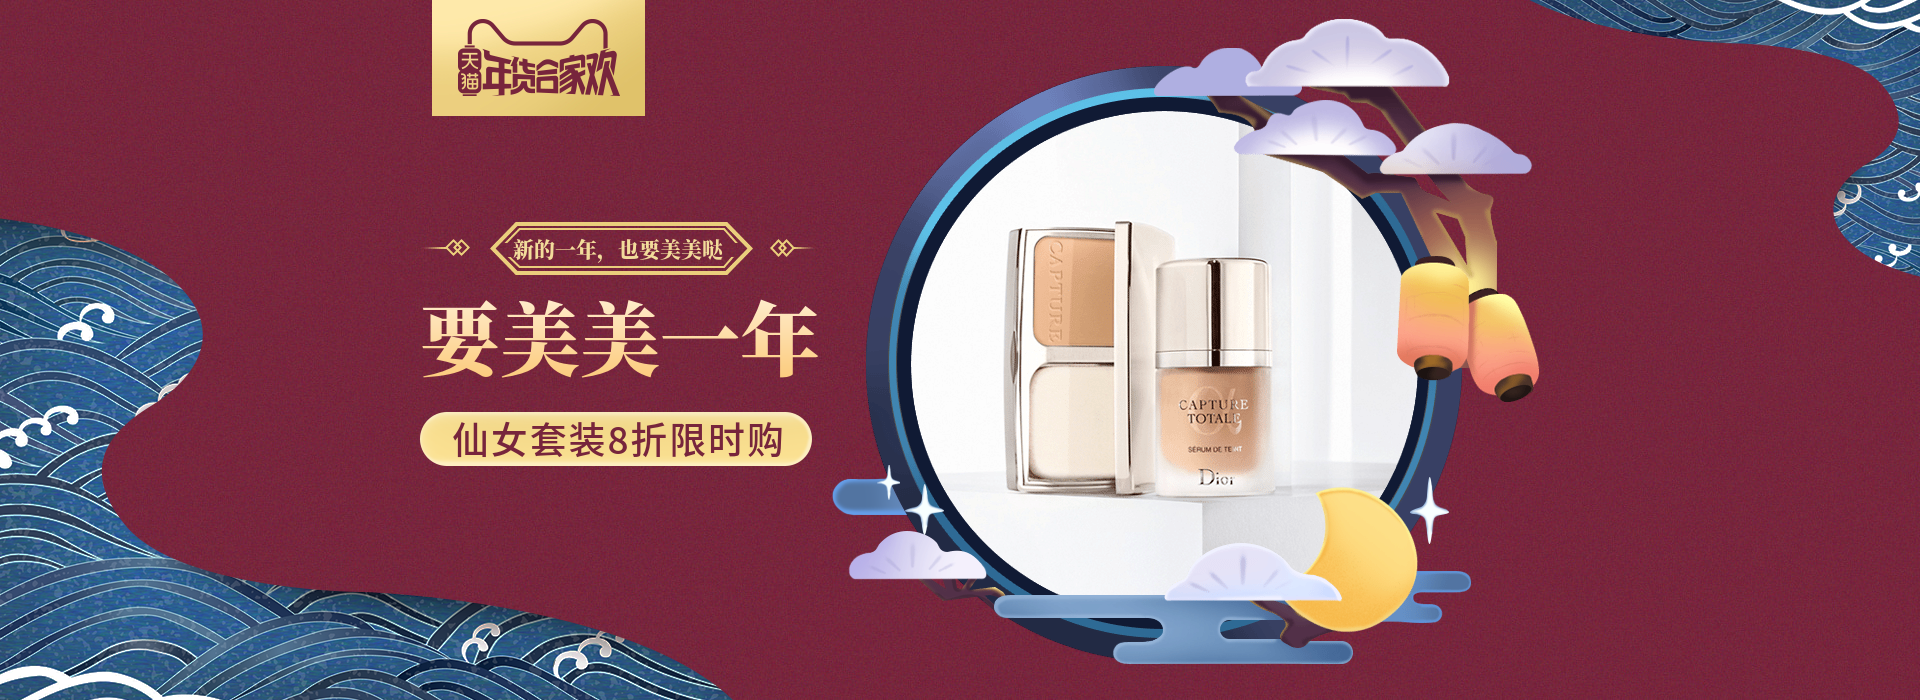 天猫
年货合家欢
新的一年，也要美美哒
要美美一年
仙女套装8折限时购
CAPTURE
CAPTURE
TOTALE
SERUM DE TEINT
Dior